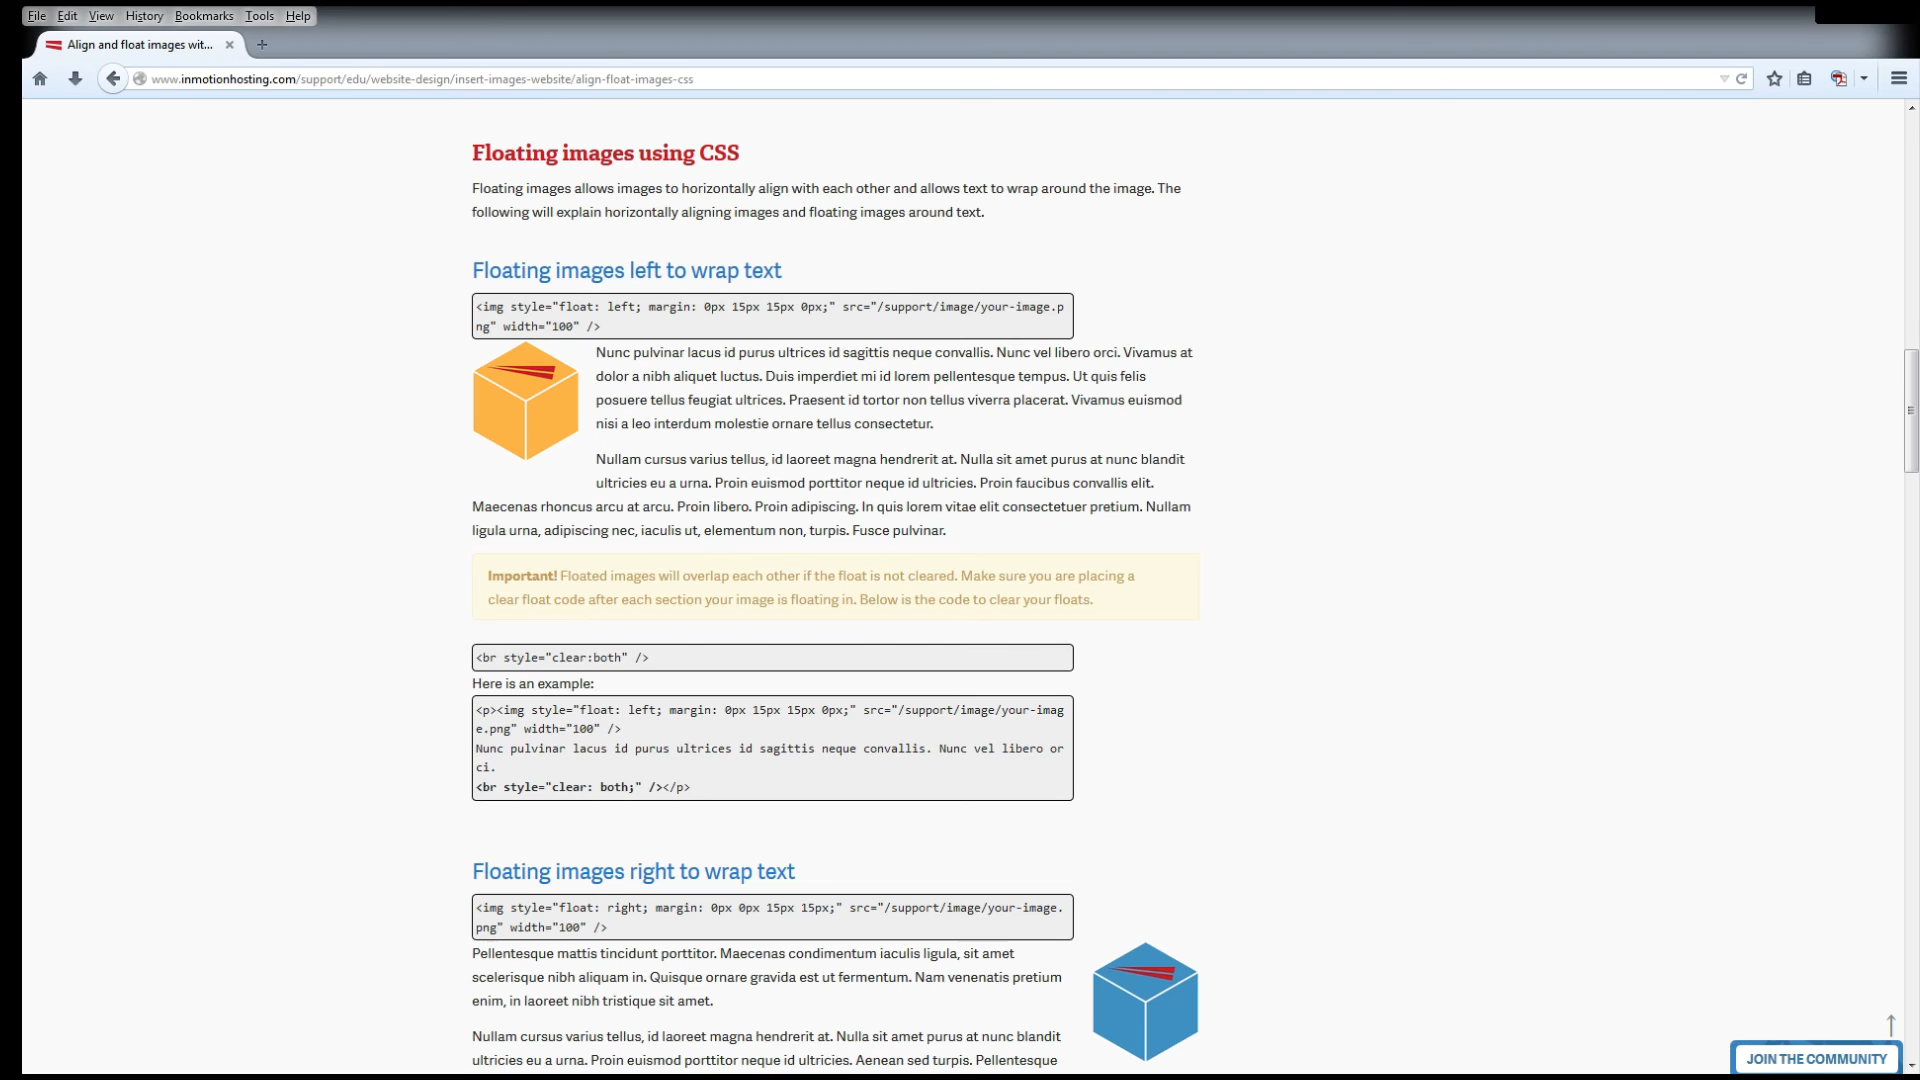 File Edit View History Bookmarks Tools Help
Align and float images wit...
www.inmotionhosting.com/support/edu/website-design/insert-images-website/align-float-images-css
Floating images using CSS
Floating images allows images to horizontally align with each other and allows text to wrap around the image. The
following will explain horizontally aligning images and floating images around text.
Floating images left to wrap text
<img style="float: left; margin: 0px 15px 15px 0px;" src="/support/image/your-image.p
ng" width="100" />
Nunc pulvinar lacus id purus ultrices id sagittis neque convallis. Nunc vel libero orci. Vivamus at
dolor a nibh aliquet luctus. Duis imperdiet mi id lorem pellentesque tempus. Ut quis felis
posuere tellus feugiat ultrices. Praesent id tortor non tellus viverra placerat. Vivamus euismod
nisi a leo interdum molestie ornare tellus consectetur.
Nullam cursus varius tellus, id laoreet magna hendrerit at. Nulla sit amet purus at nunc blandit
ultricies eu a urna. Proin euismod porttitor neque id ultricies. Proin faucibus convallis elit.
Maecenas rhoncus arcu at arcu. Proin libero. Proin adipiscing. In quis lorem vitae elit consectetuer pretium. Nullam
ligula urna, adipiscing nec, iaculis ut, elementum non, turpis. Fusce pulvinar.
Important! Floated images will overlap each other if the float is not cleared. Make sure you are placing a
clear float code after each section your image is floating in. Below is the code to clear your floats.
<br style="clear:both" />
Here is an example:
<p><img style="float: left; margin: 0px 15px 15px 0px;" src="/support/image/your-imag
e.png" width="100" />
Nunc pulvinar lacus id purus ultrices id sagittis neque convallis. Nunc vel libero or
ci.
<br style="clear: both;" /></p>
Floating images right to wrap text
<img style="float: right; margin: 0px 0px 15px 15px;" src="/support/image/your-image.
png" width="100" />
Pellentesque mattis tincidunt porttitor. Maecenas condimentum iaculis ligula, sit amet
scelerisque nibh aliquam in. Quisque ornare gravida est ut fermentum. Nam venenatis pretium
enim, in laoreet nibh tristique sit amet.
Nullam cursus varius tellus, id laoreet magna hendrerit at. Nulla sit amet purus at nunc blandit
ultricies eu a urna. Proin euismod porttitor neque id ultricies. Aenean sed turpis. Pellentesque
JOIN THE COMMUNITY